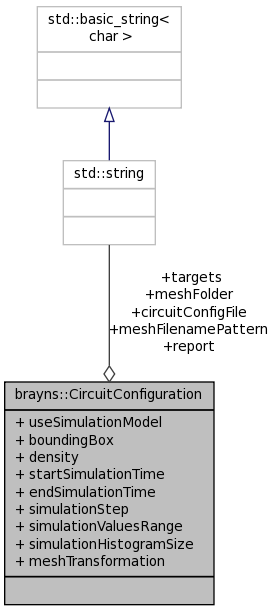 std::basic_string<
char >
std::string
+targets
+meshFolder
+circuitConfigFile
+meshFilenamePattern
+report
brayns::CircuitConfiguration
+ useSimulationModel
+ boundingBox
+ density
+ startSimulationTime
+ endSimulationTime
+ simulationStep
+ simulationValuesRange
+ simulationHistogramSize
+ meshTransformation